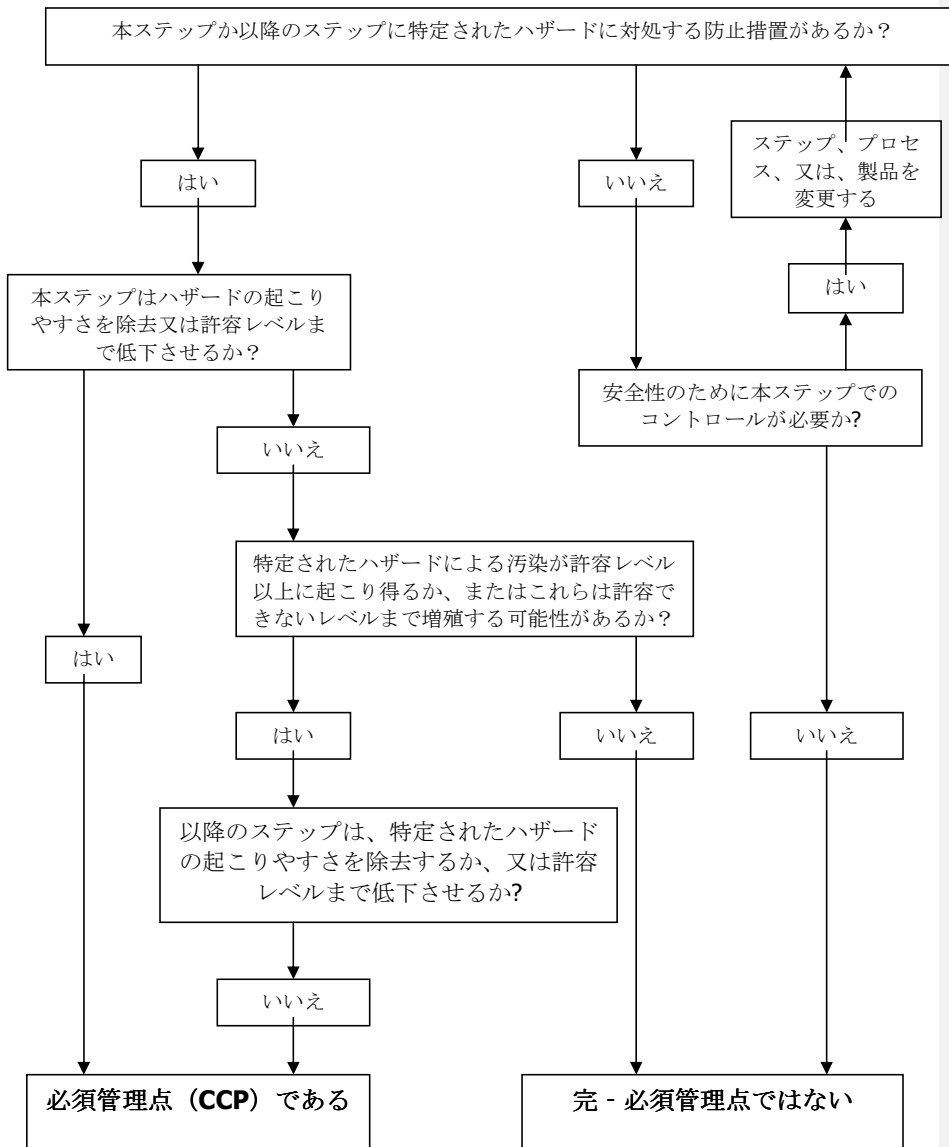 本ステップか以降のステップに特定されたハザードに対処する防止措置があるか？
ステップ、プロセ
ス、又は、製品を
変更する
はい
いいえ
はい
本ステップはハザードの起こり
やすさを除去又は許容レベルま
で低下させるか？
安全性のために本ステップでの
コントロールが必要か?
いいえ
特定されたハザードによる汚染が許容レベル
以上に起こり得るか、またはこれらは許容で
きないレベルまで増殖する可能性があるか？
はい
はい
いいえ
いいえ
以降のステップは、特定されたハザード
の起こりやすさを除去するか、又は許容
レベルまで低下させるか?
いいえ
必須管理点（CCP）である
完 - 必須管理点ではない